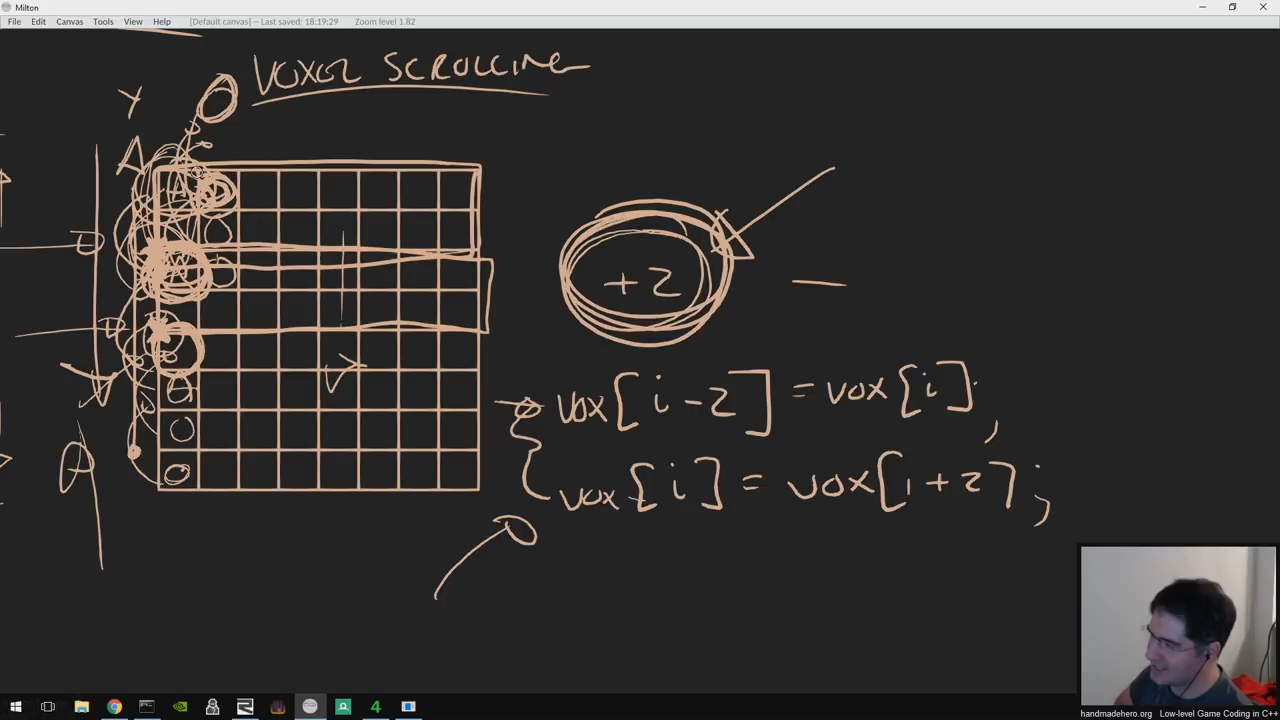 Milton
File Edit Canvas Tools View Help [Default canvas] — Last saved: 18:19:29 Zoom level 1.82
VOXEL SCROLLING
Y
A
W
+2
vox[i-2] = vox[i];
vox[i] = vox[i+2];
4
handmadehero.org Low-level Game Coding in C++